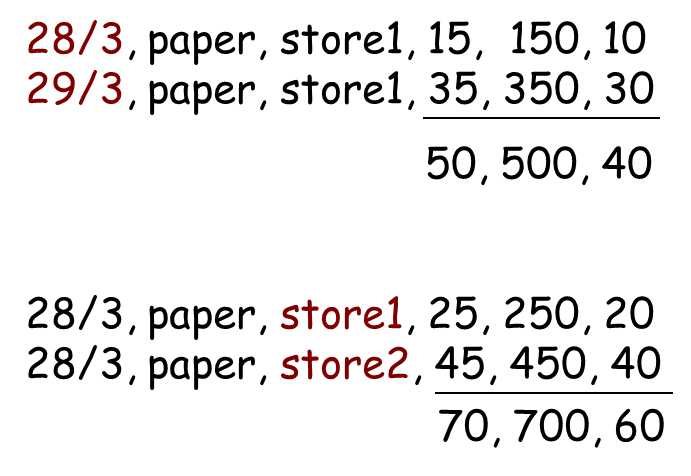 28/3, paper, store1, 15, 150, 10
29/3, paper, store1, 35, 350, 30
50, 500, 40
28/3, paper, store1, 25, 250, 20
28/3, paper, store2, 45, 450, 40
70, 700, 60